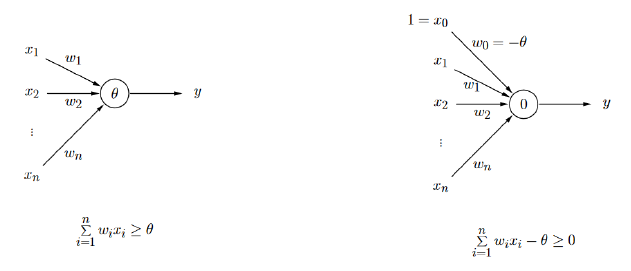 x₁
w₁
x₂
w₂
θ
y
⋮
wₙ
xₙ
n
∑ wᵢxᵢ ≥ θ
i=1
1 = x₀
w₀ = −θ
x₁
w₁
x₂
w₂
0
y
⋮
wₙ
xₙ
n
∑ wᵢxᵢ − θ ≥ 0
i=1